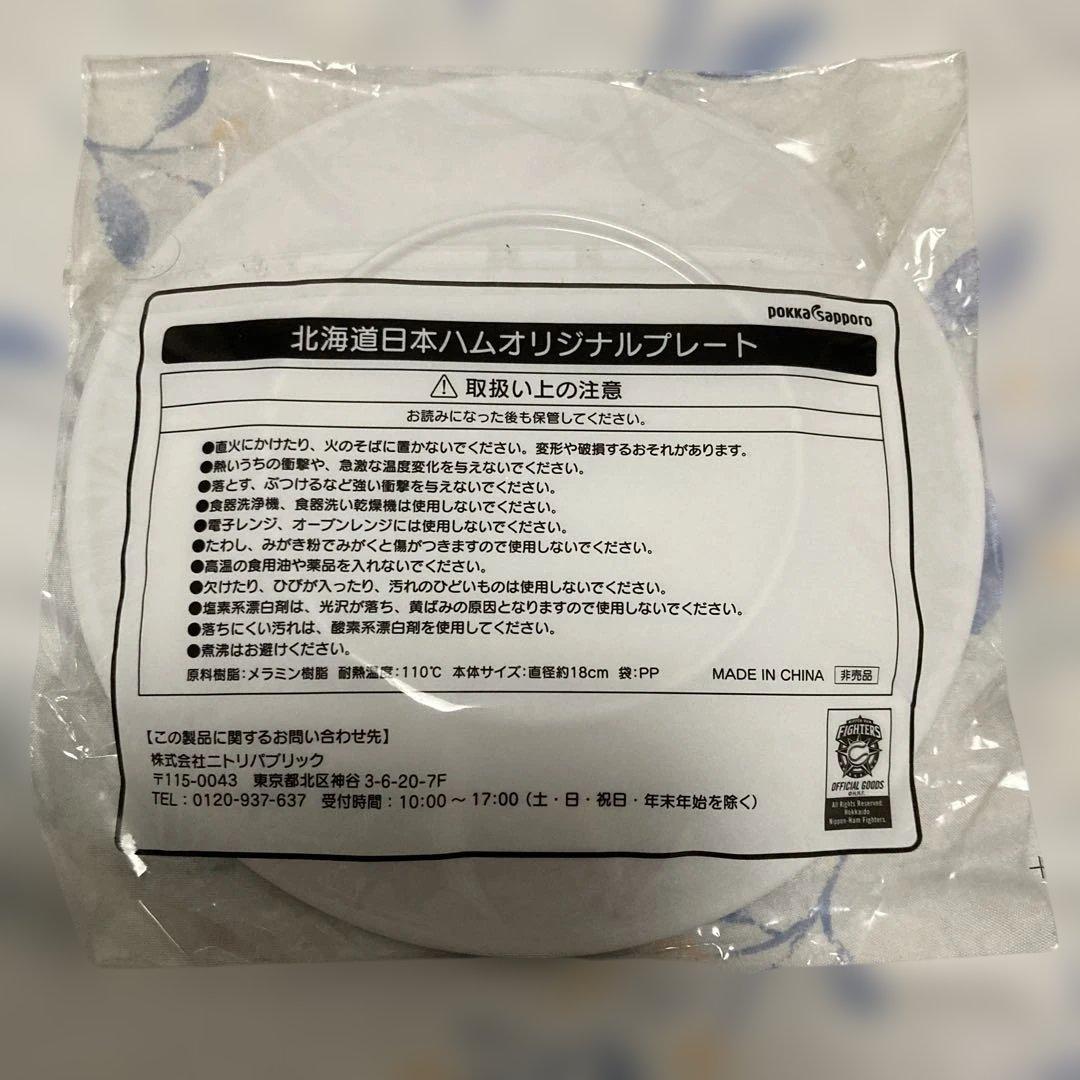 pokka sapporo
北海道日本ハムオリジナルプレート
⚠ 取扱い上の注意
お読みになった後も保管してください。
●直火にかけたり、火のそばに置かないでください。変形や破損するおそれがあります。
●熱いうちの衝撃や、急激な温度変化を与えないでください。
●落とす、ぶつけるなど強い衝撃を与えないでください。
●食器洗浄機、食器洗い乾燥機は使用しないでください。
●電子レンジ、オーブンレンジには使用しないでください。
●たわし、みがき粉でみがくと傷がつきますので使用しないでください。
●高温の食用油や薬品を入れないでください。
●欠けたり、ひびが入ったり、汚れのひどいものは使用しないでください。
●塩素系漂白剤は、光沢が落ち、黄ばみの原因となりますので使用しないでください。
●落ちにくい汚れは、酸素系漂白剤を使用してください。
●煮沸はお避けください。
原料樹脂:メラミン樹脂 耐熱温度:110℃ 本体サイズ:直径約18cm 袋:PP MADE IN CHINA 非売品
【この製品に関するお問い合わせ先】
株式会社ニトリパブリック
〒115-0043 東京都北区神谷3-6-20-7F
TEL:0120-937-637 受付時間:10:00～17:00(土・日・祝日・年末年始を除く)
FIGHTERS
OFFICIAL GOODS
All Rights Reserved.
Hokkaido
Nippon-Ham Fighters.